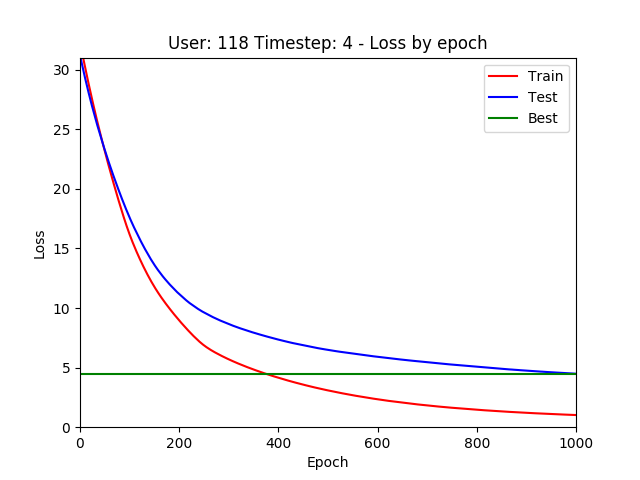 User: 118 Timestep: 4 - Loss by epoch
Train
Test
Best
Loss
30
25
20
15
10
5
0
0 200 400 600 800 1000
Epoch